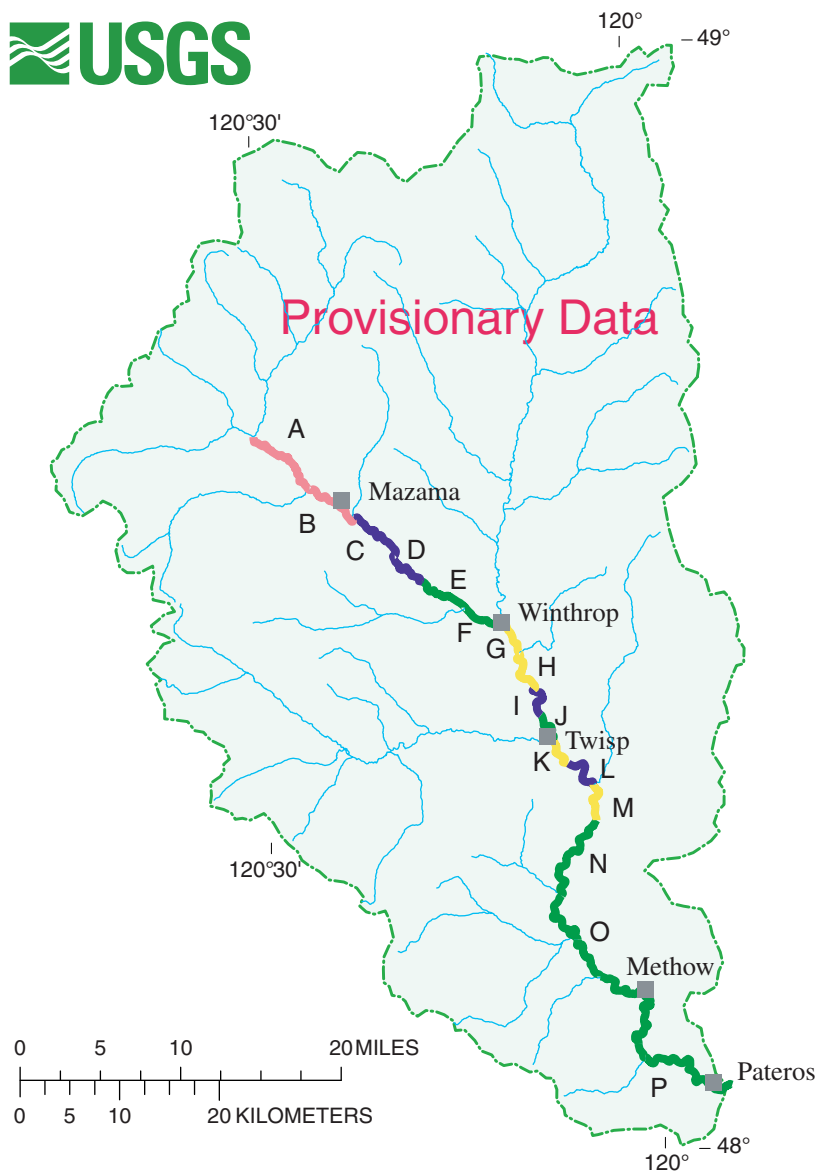 USGS
120°
49°
120°30'
Provisionary Data
A
Mazama
B
C
D
E
Winthrop
F
G
H
I
J
Twisp
K
L
M
120°30'
N
O
Methow
0 5 10 20 MILES
0 5 10 20 KILOMETERS
Pateros
P
120°
48°